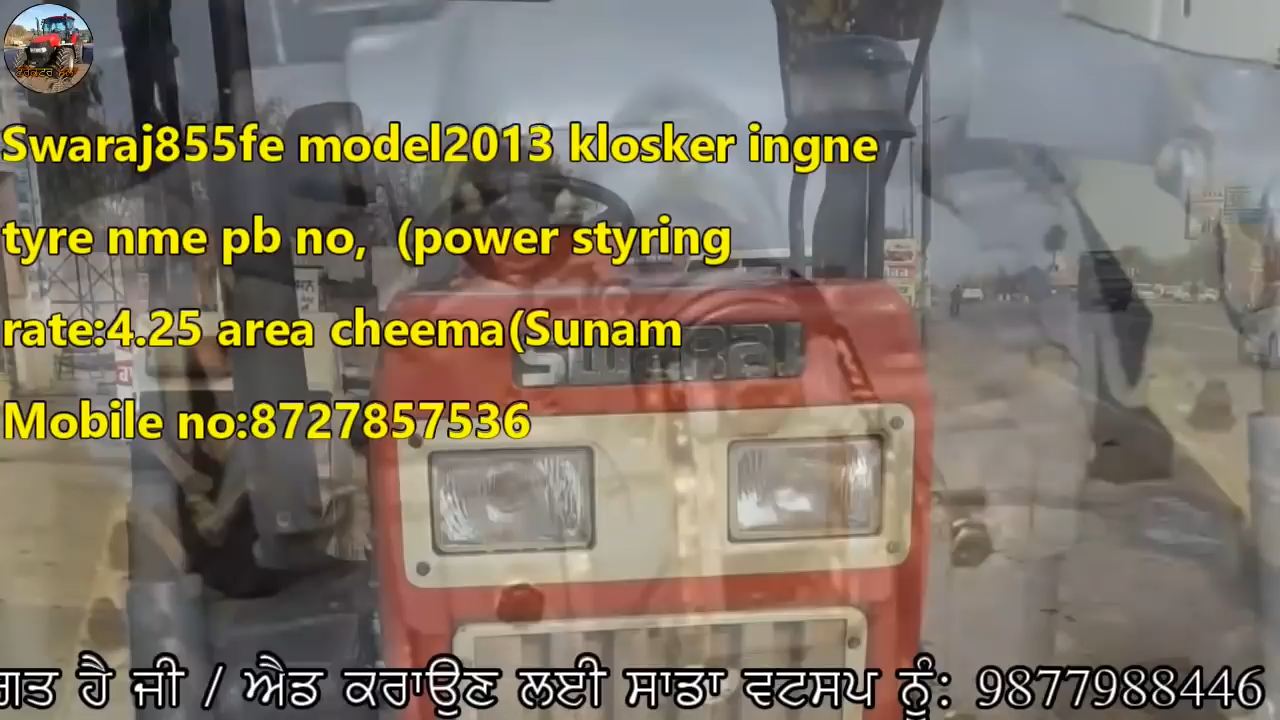 Swaraj855fe model2013 klosker ingne
tyre nme pb no, (power styring
rate:4.25 area cheema(Sunam
Mobile no:8727857536
SWARAJ
ਗਤ ਹੈ ਜੀ / ਐਡ ਕਰਾਉਣ ਲਈ ਸਾਡਾ ਵਟਸਪ ਨੂੰ: 9877988446